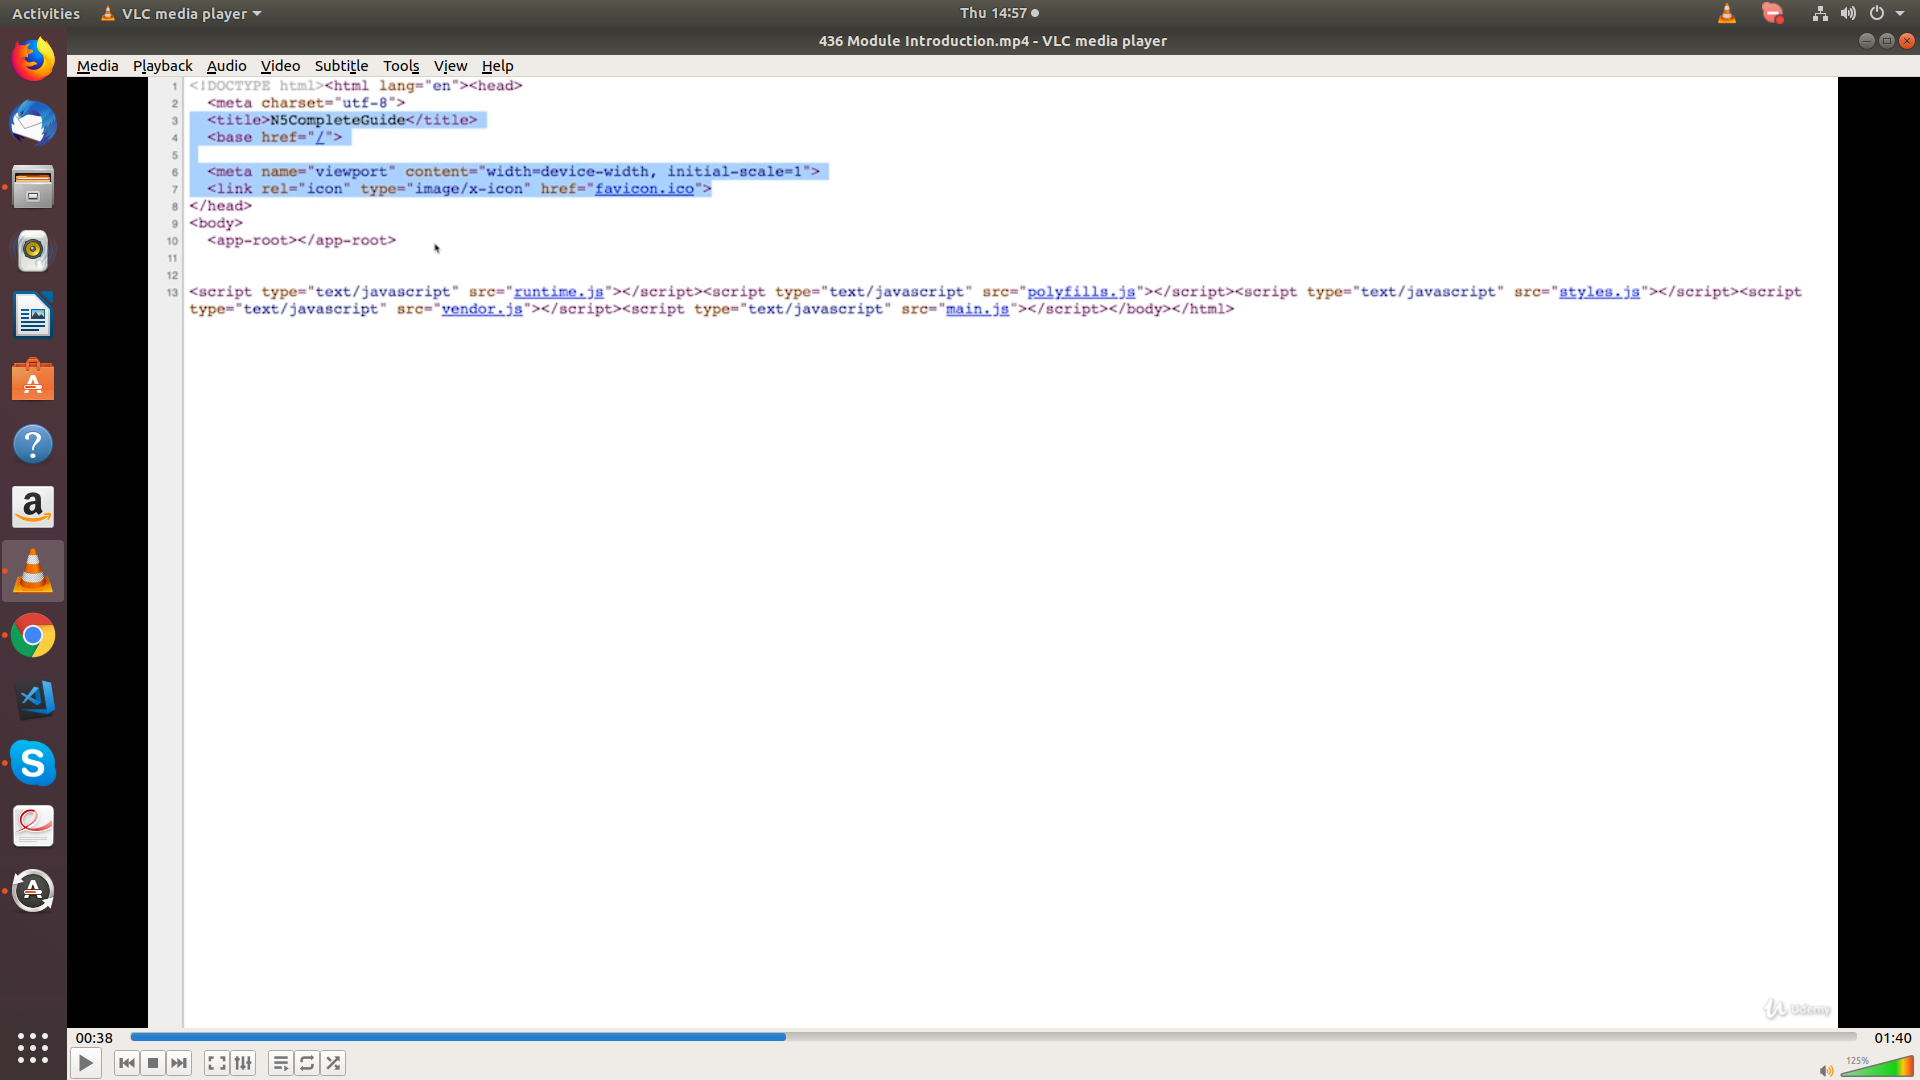 Activities VLC media player Thu 14:57
436 Module Introduction.mp4 - VLC media player
Media Playback Audio Video Subtitle Tools View Help
1 <!DOCTYPE html><html lang="en"><head>
2 <meta charset="utf-8">
3 <title>N5CompleteGuide</title>
4 <base href="/">
5
6 <meta name="viewport" content="width=device-width, initial-scale=1">
7 <link rel="icon" type="image/x-icon" href="favicon.ico">
8 </head>
9 <body>
10 <app-root></app-root>
11
12
13 <script type="text/javascript" src="runtime.js"></script><script type="text/javascript" src="polyfills.js"></script><script type="text/javascript" src="styles.js"></script><script
type="text/javascript" src="vendor.js"></script><script type="text/javascript" src="main.js"></script></body></html>
Udemy
00:38 01:40
125%